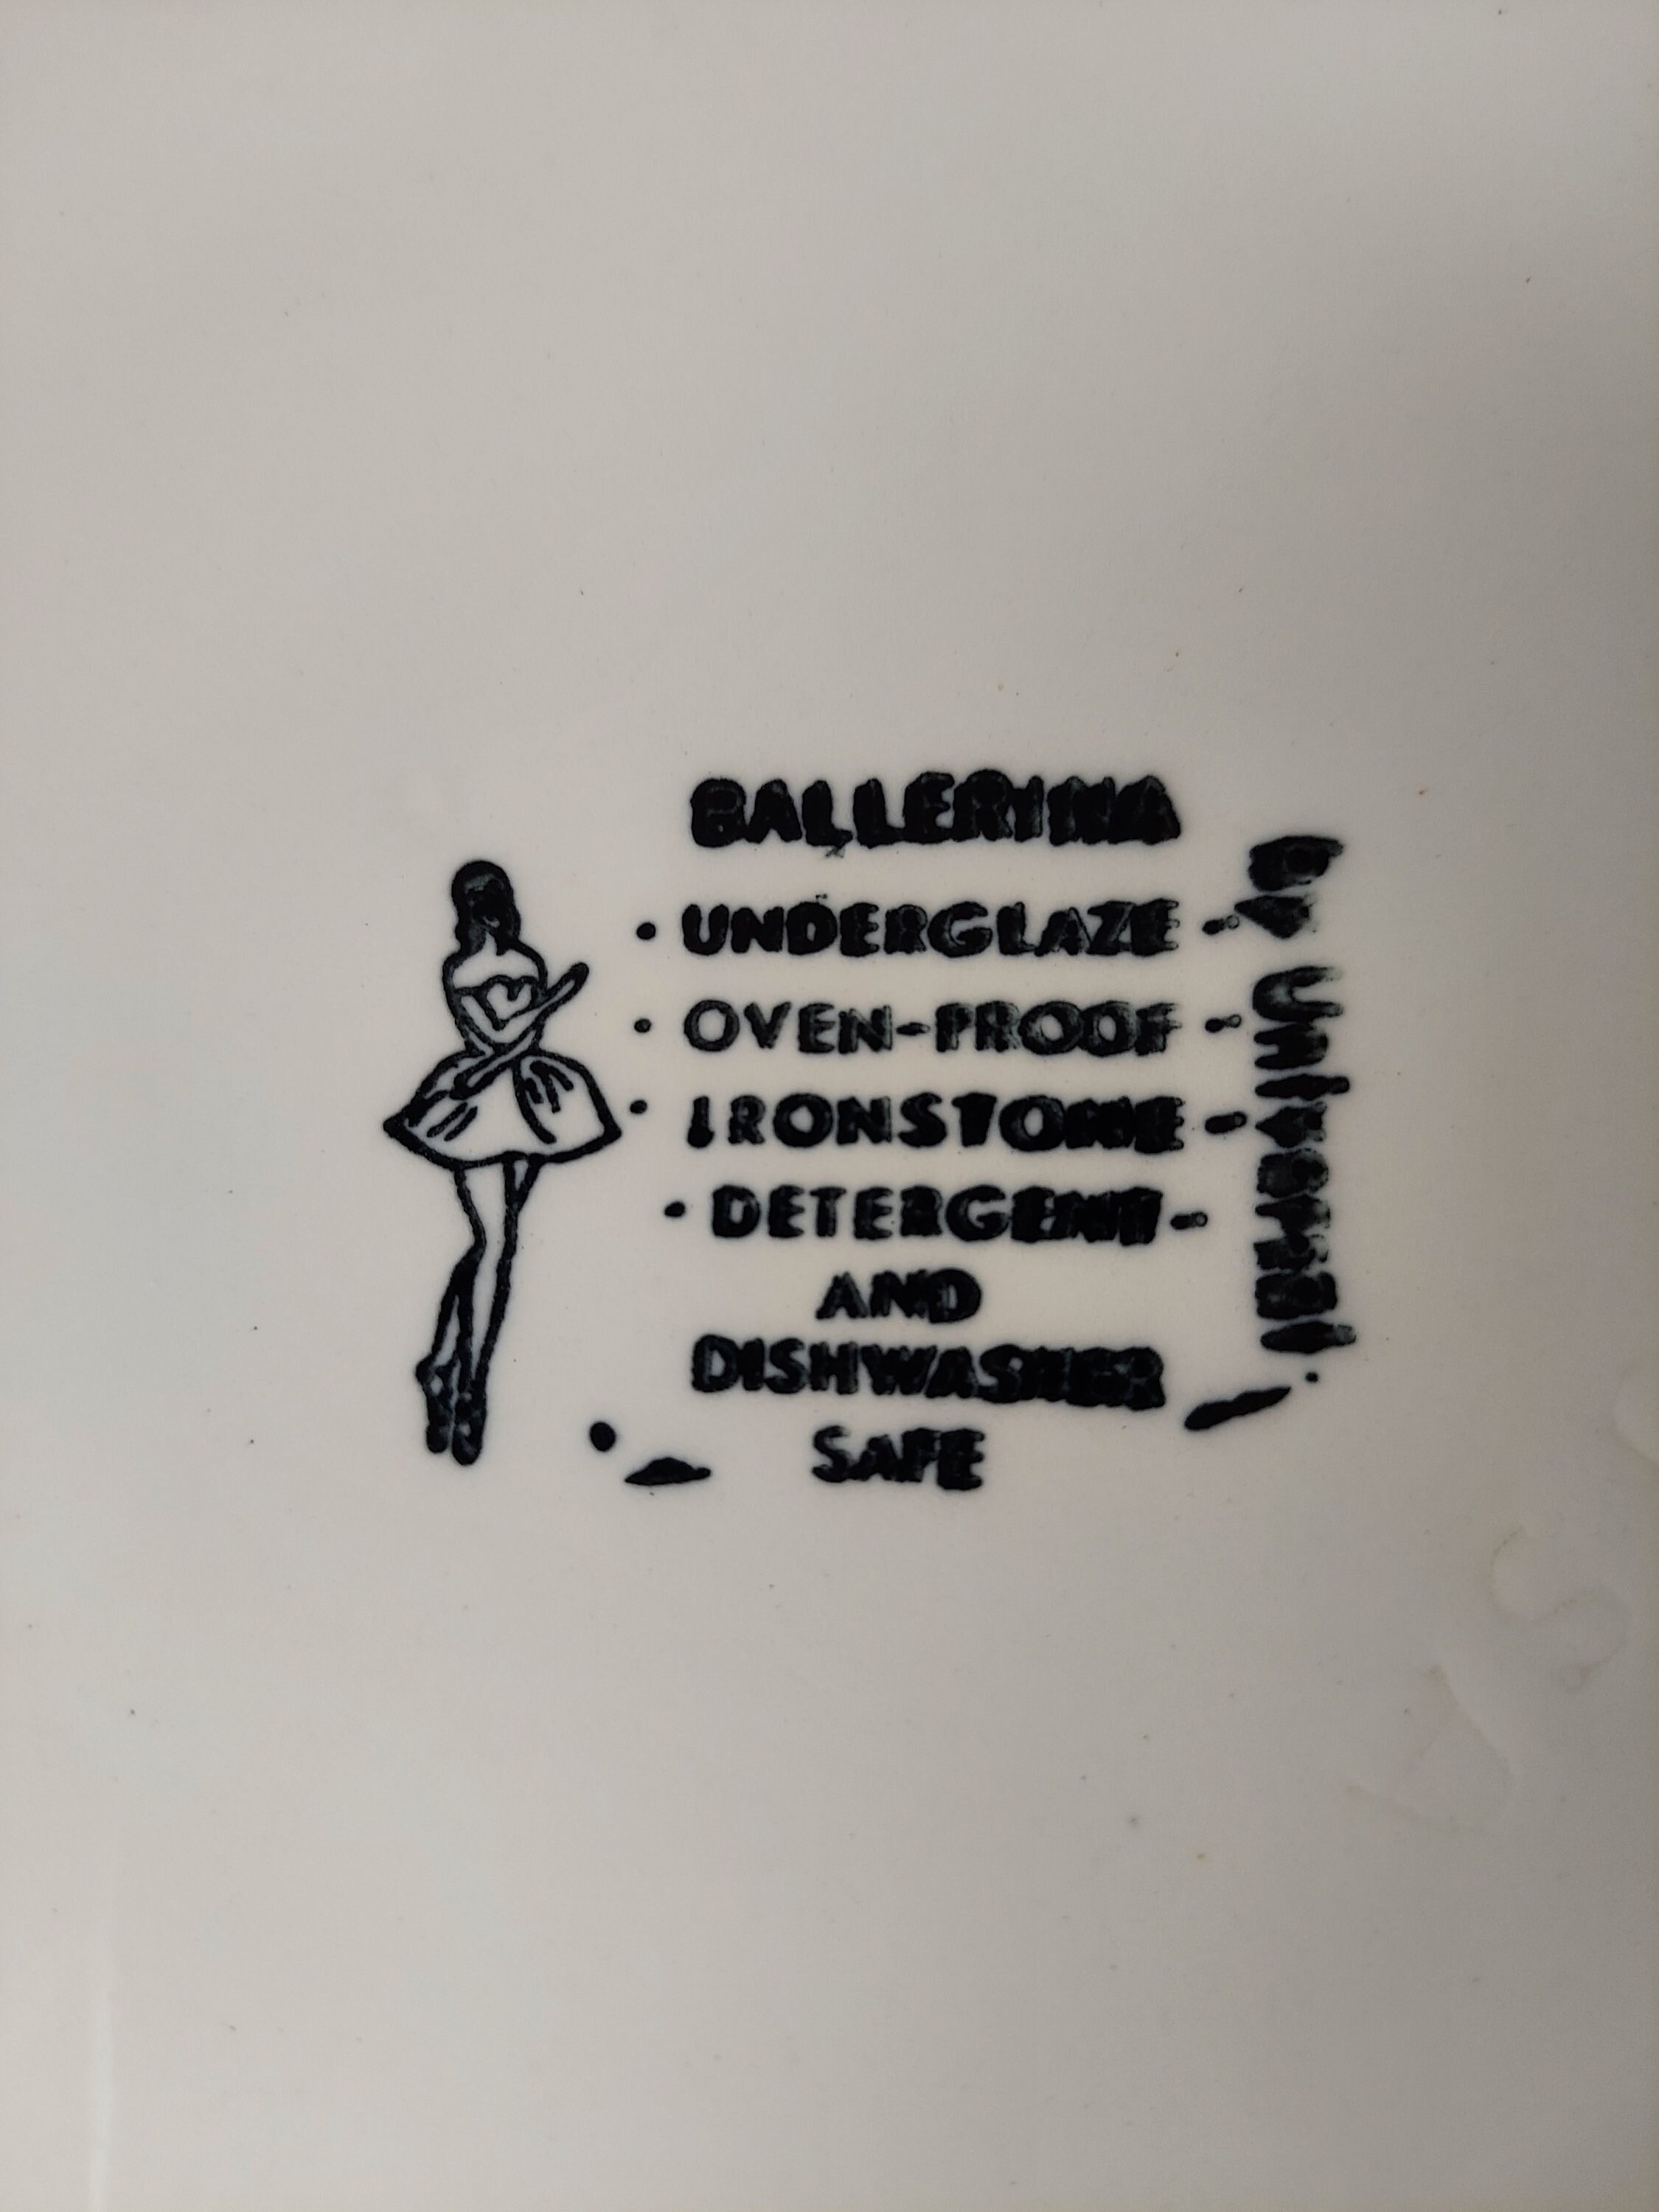 BALLERINA
· UNDERGLAZE ·
· OVEN-PROOF ·
· IRONSTONE ·
· DETERGENT ·
AND
DISHWASHER
SAFE
by Universal